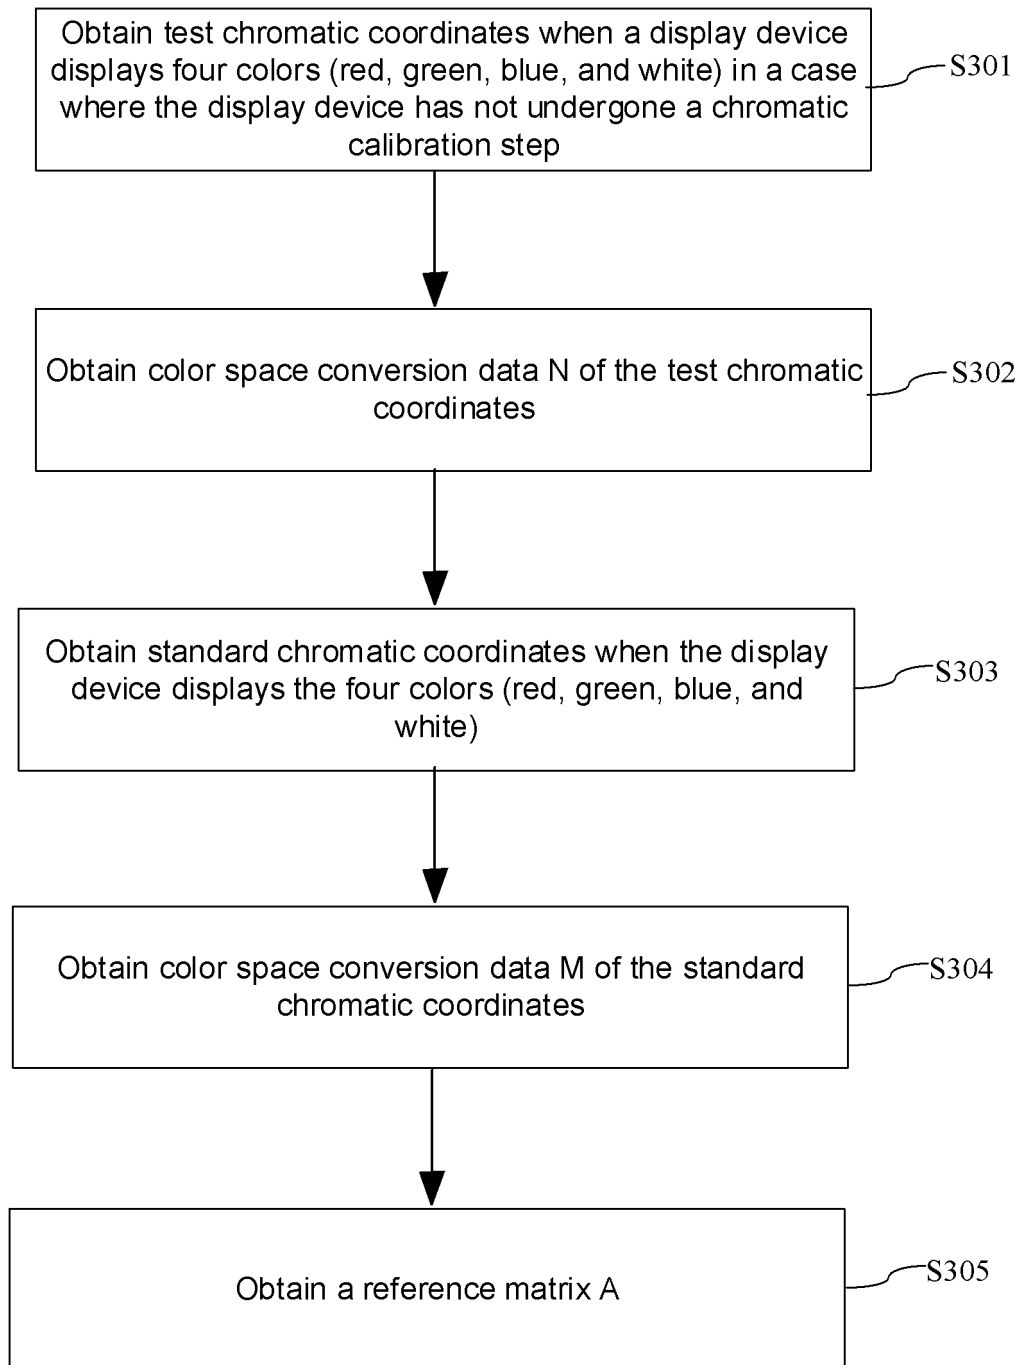 Obtain test chromatic coordinates when a display device
displays four colors (red, green, blue, and white) in a case
where the display device has not undergone a chromatic
calibration step
S301
Obtain color space conversion data N of the test chromatic
coordinates
S302
Obtain standard chromatic coordinates when the display
device displays the four colors (red, green, blue, and
white)
S303
Obtain color space conversion data M of the standard
chromatic coordinates
S304
Obtain a reference matrix A
S305